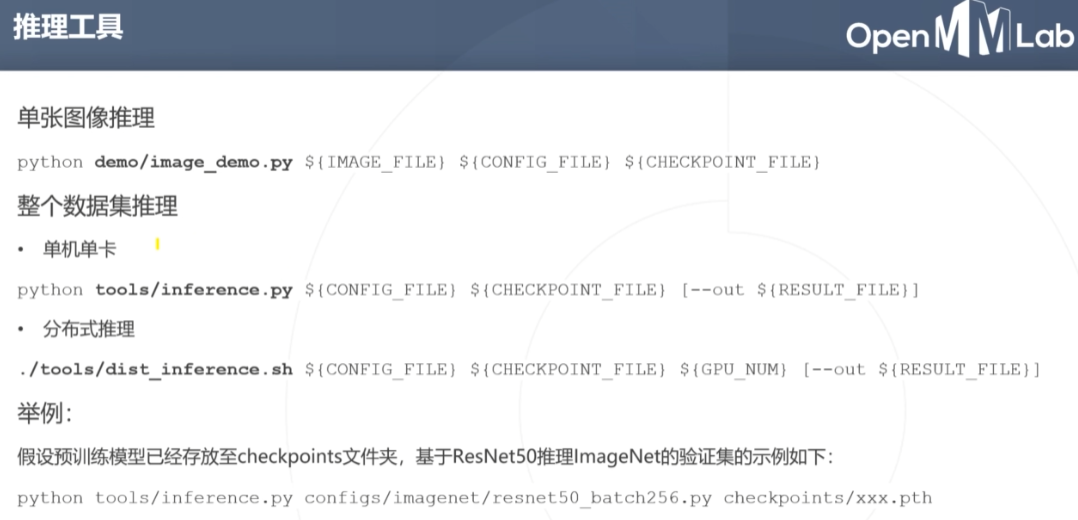 推理工具
OpenMMLab
单张图像推理
python demo/image_demo.py ${IMAGE_FILE} ${CONFIG_FILE} ${CHECKPOINT_FILE}
整个数据集推理
• 单机单卡
python tools/inference.py ${CONFIG_FILE} ${CHECKPOINT_FILE} [--out ${RESULT_FILE}]
• 分布式推理
./tools/dist_inference.sh ${CONFIG_FILE} ${CHECKPOINT_FILE} ${GPU_NUM} [--out ${RESULT_FILE}]
举例：
假设预训练模型已经存放至checkpoints文件夹，基于ResNet50推理ImageNet的验证集的示例如下：
python tools/inference.py configs/imagenet/resnet50_batch256.py checkpoints/xxx.pth